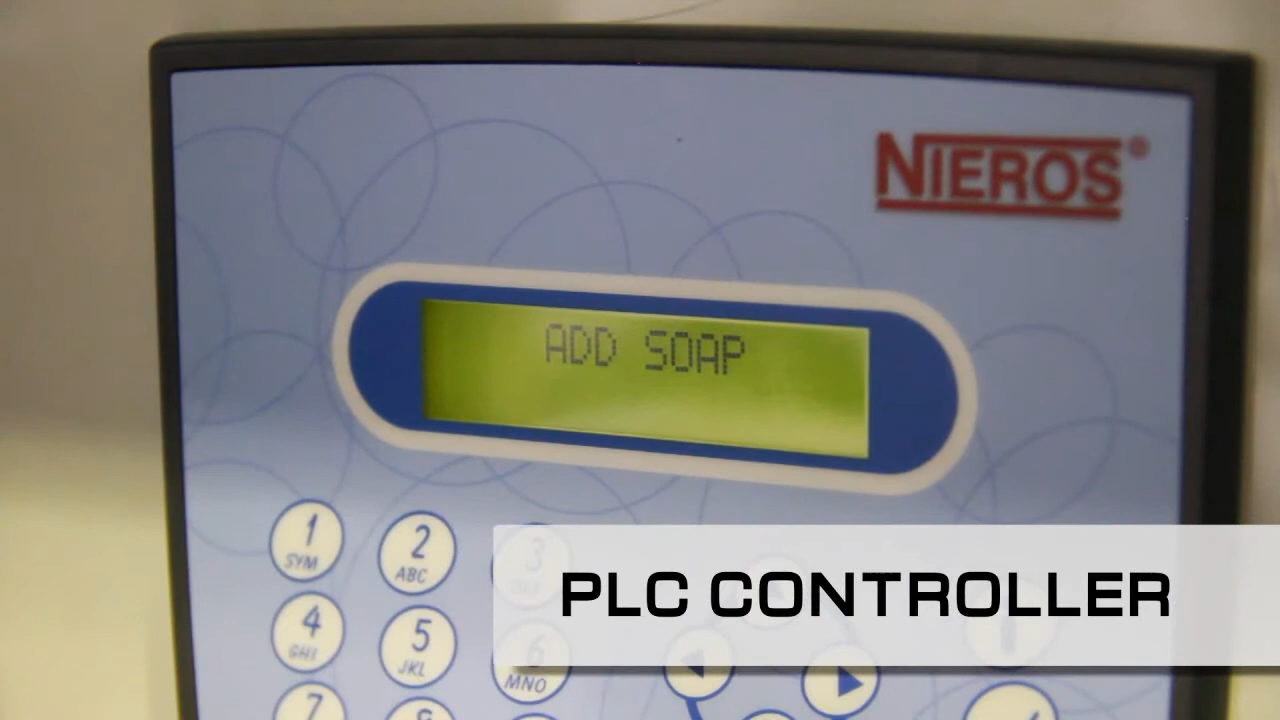 NIEROS®
ADD SOAP
1
SYM
2
ABC
3
4
GHI
5
JKL
6
MNO
7
PLC CONTROLLER